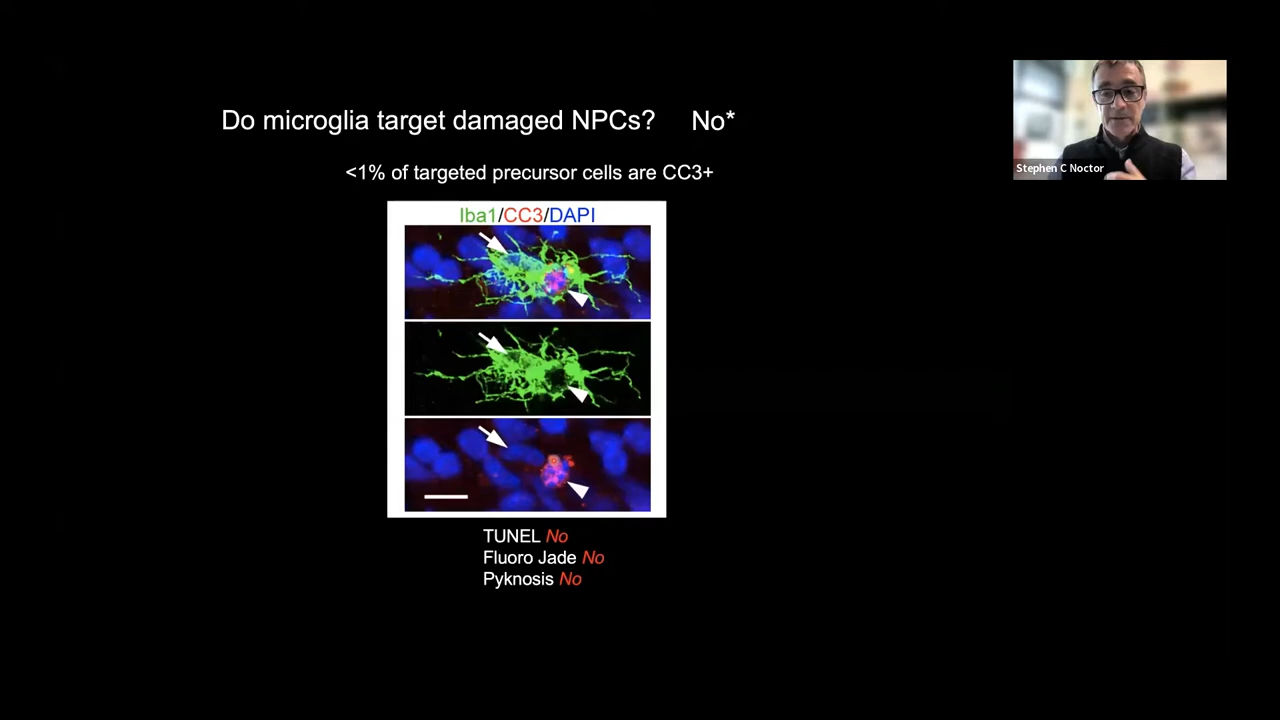 Do microglia target damaged NPCs? No*
<1% of targeted precursor cells are CC3+
Iba1/CC3/DAPI
TUNEL No
Fluoro Jade No
Pyknosis No
Stephen C Noctor